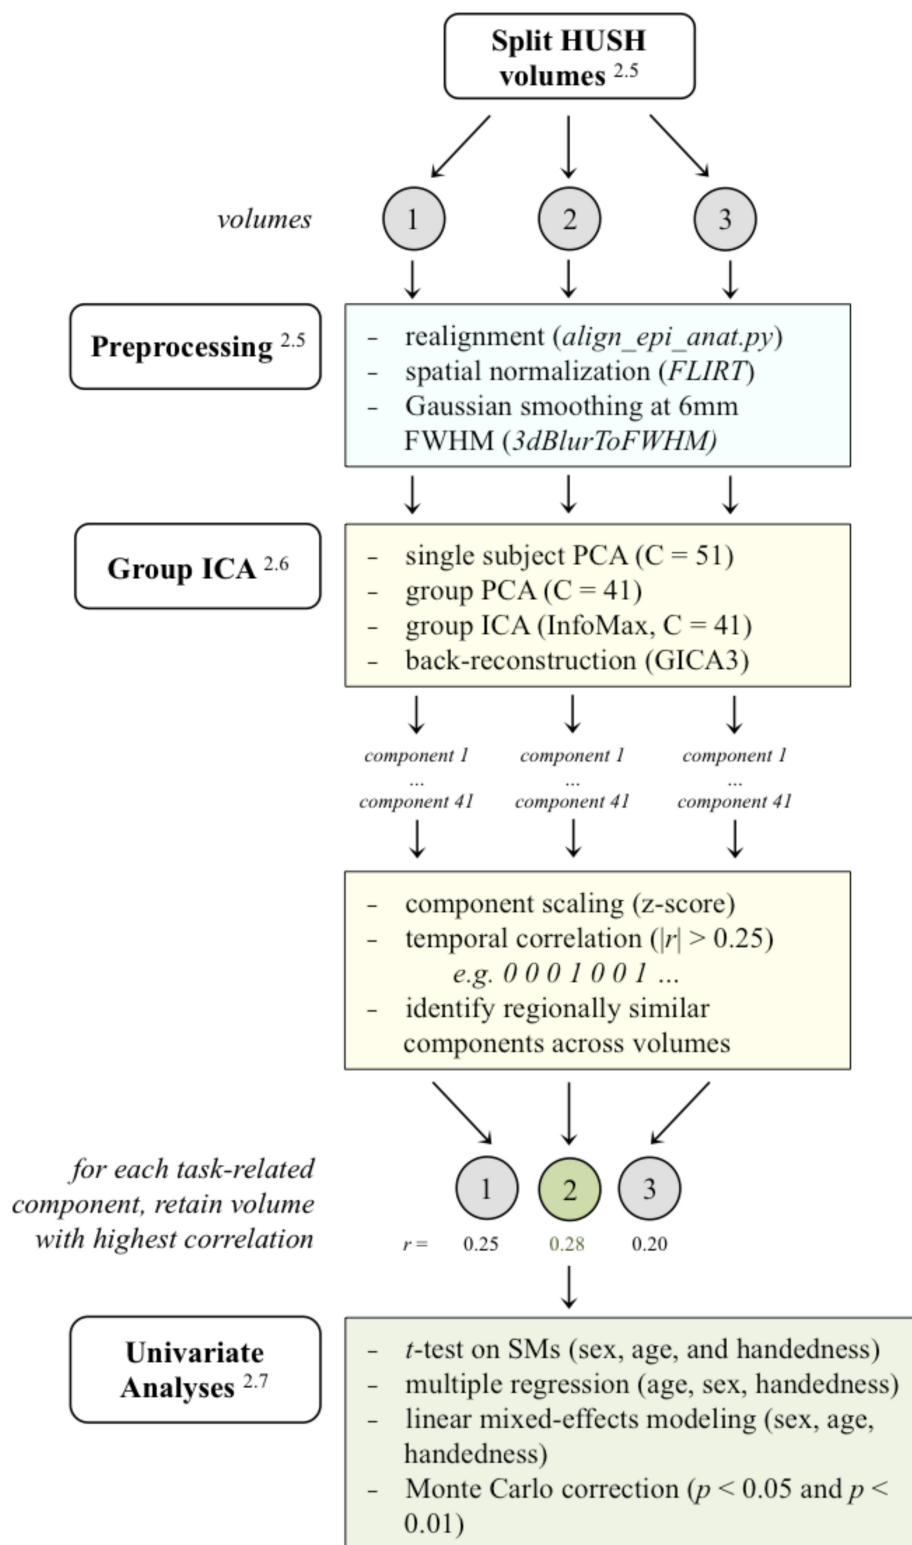 Split HUSH
volumes 2.5
volumes
1 2 3
Preprocessing 2.5
- realignment (align_epi_anat.py)
- spatial normalization (FLIRT)
- Gaussian smoothing at 6mm
FWHM (3dBlurToFWHM)
Group ICA 2.6
- single subject PCA (C = 51)
- group PCA (C = 41)
- group ICA (InfoMax, C = 41)
- back-reconstruction (GICA3)
component 1 component 1 component 1
... ... ...
component 41 component 41 component 41
- component scaling (z-score)
- temporal correlation (|r| > 0.25)
e.g. 0 0 0 1 0 0 1 ...
- identify regionally similar
components across volumes
for each task-related
component, retain volume
with highest correlation
1 2 3
r = 0.25 0.28 0.20
Univariate
Analyses 2.7
- t-test on SMs (sex, age, and handedness)
- multiple regression (age, sex, handedness)
- linear mixed-effects modeling (sex, age,
handedness)
- Monte Carlo correction (p < 0.05 and p <
0.01)